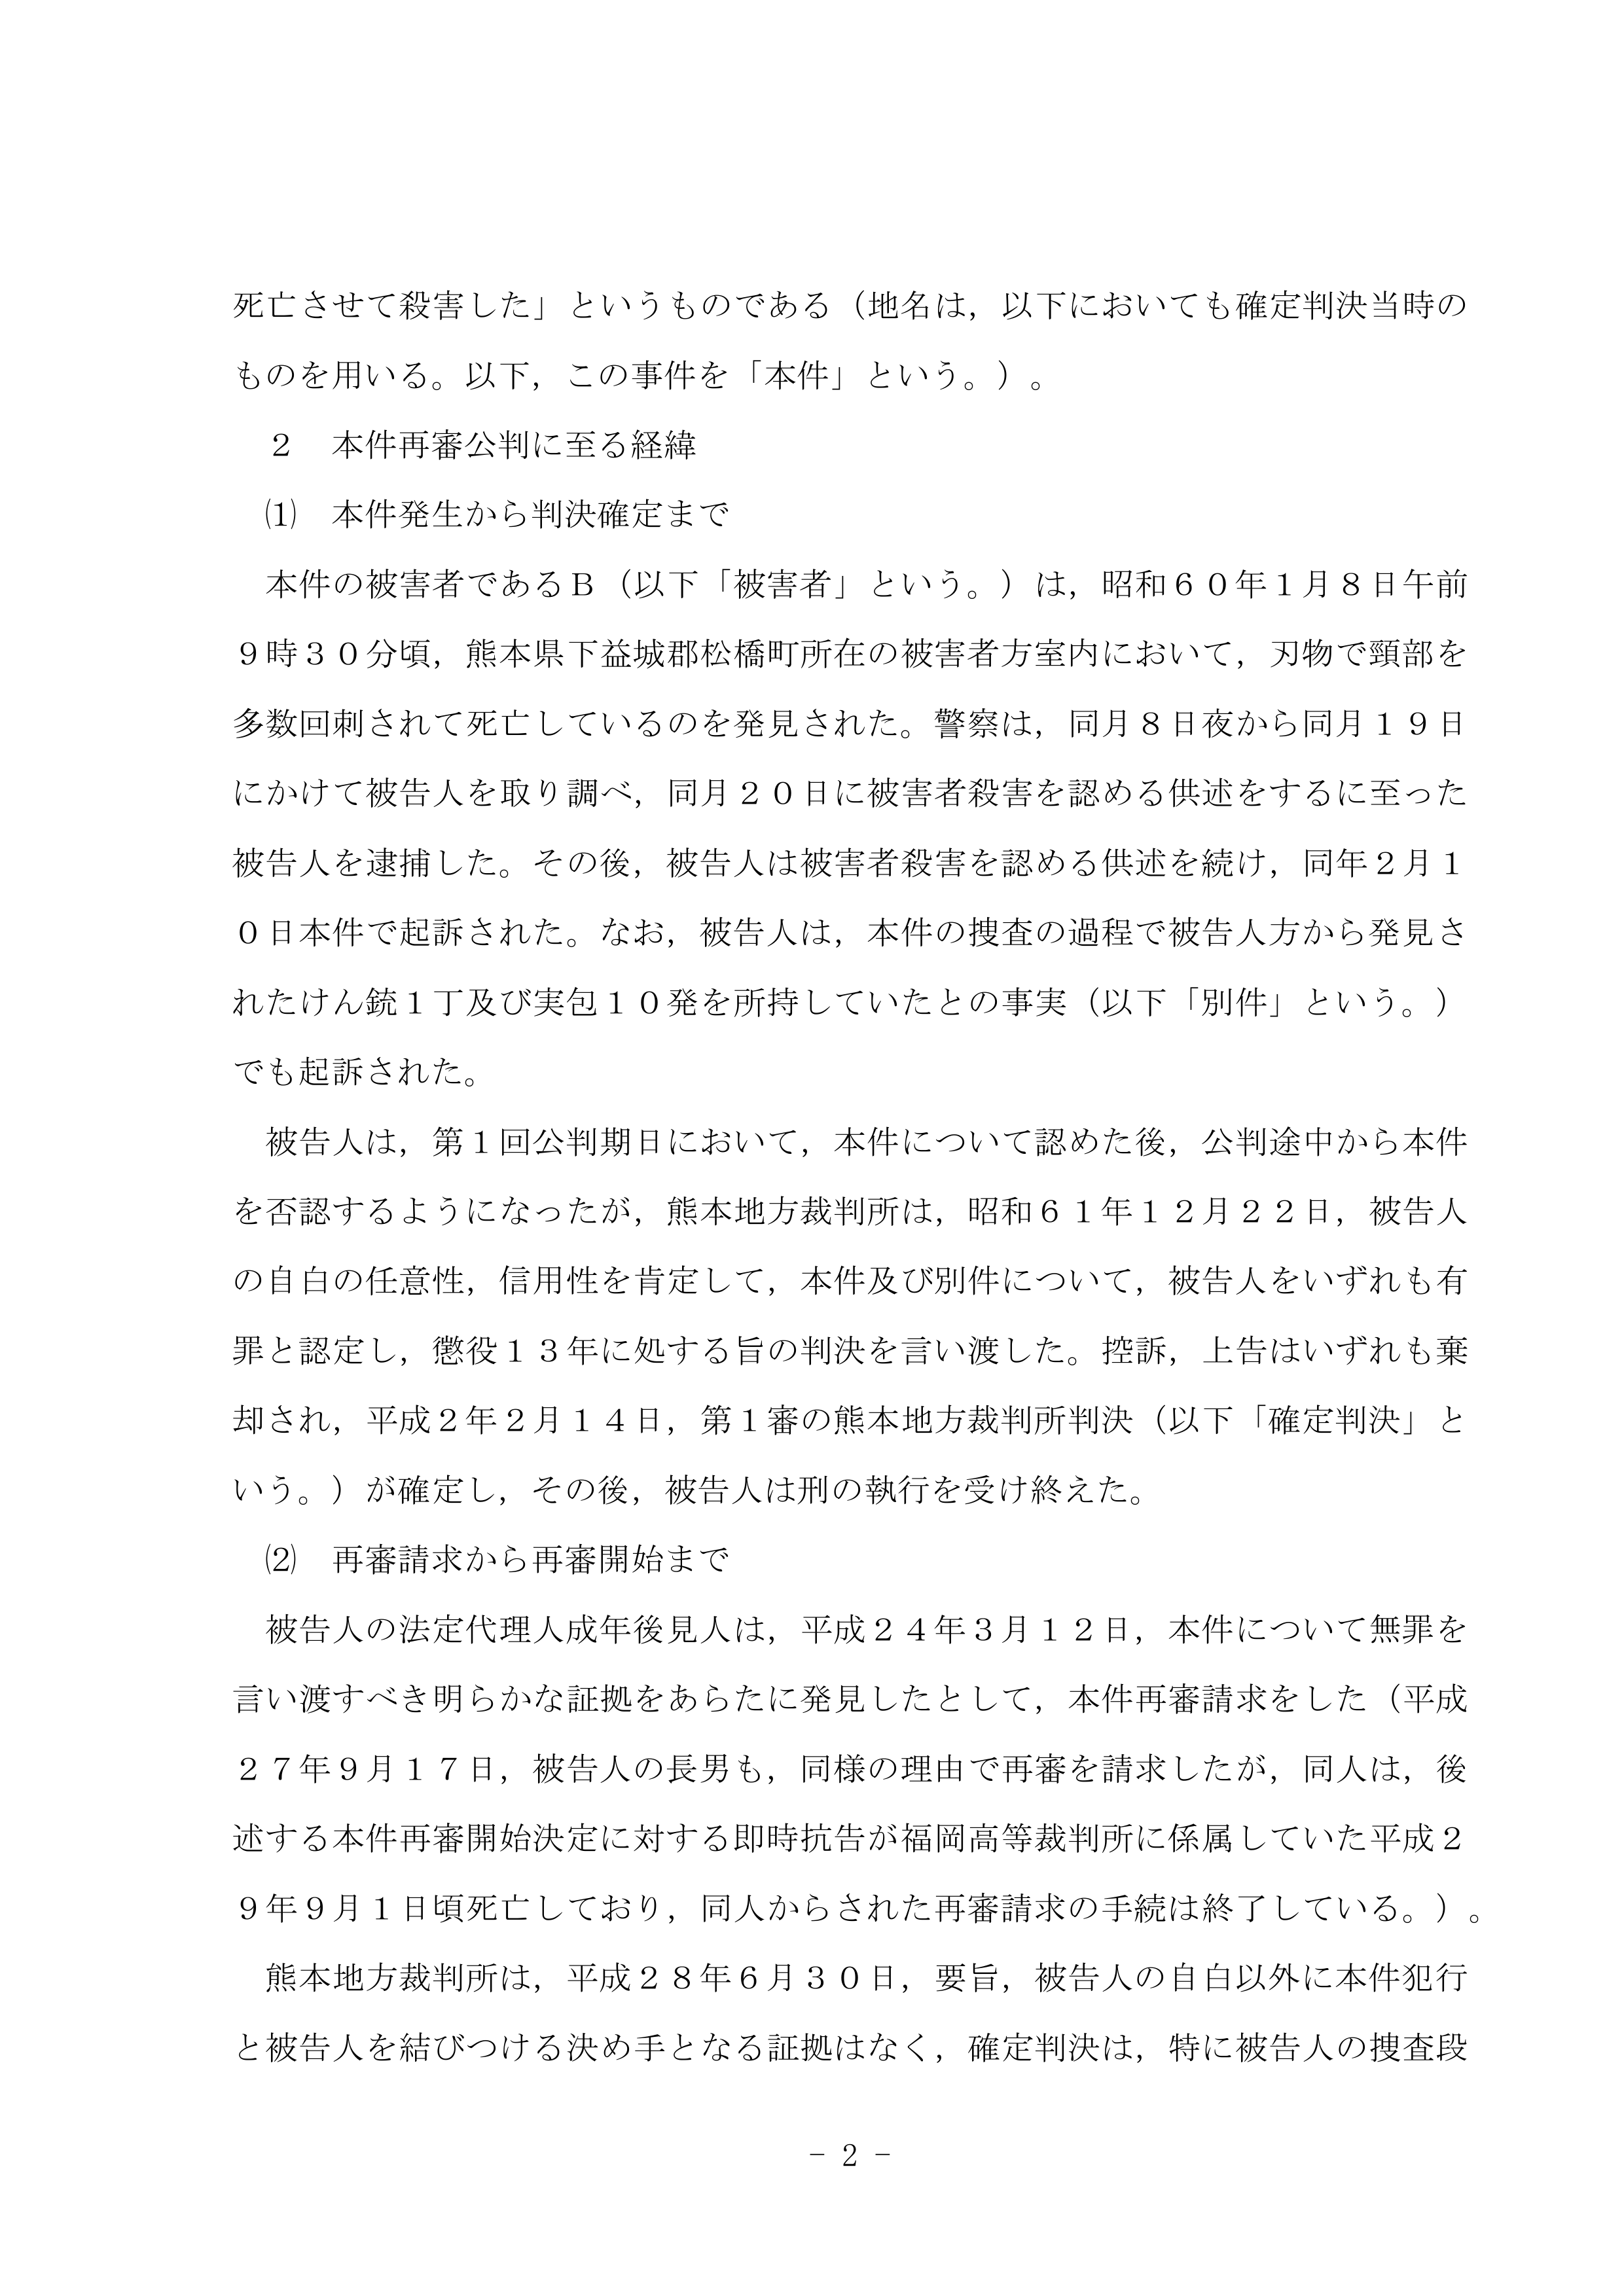 死亡させて殺害した」というものである（地名は，以下においても確定判決当時の
ものを用いる。以下，この事件を「本件」という。）。
２　本件再審公判に至る経緯
⑴　本件発生から判決確定まで
本件の被害者であるＢ（以下「被害者」という。）は，昭和６０年１月８日午前
９時３０分頃，熊本県下益城郡松橋町所在の被害者方室内において，刃物で頸部を
多数回刺されて死亡しているのを発見された。警察は，同月８日夜から同月１９日
にかけて被告人を取り調べ，同月２０日に被害者殺害を認める供述をするに至った
被告人を逮捕した。その後，被告人は被害者殺害を認める供述を続け，同年２月１
０日本件で起訴された。なお，被告人は，本件の捜査の過程で被告人方から発見さ
れたけん銃１丁及び実包１０発を所持していたとの事実（以下「別件」という。）
でも起訴された。
被告人は，第１回公判期日において，本件について認めた後，公判途中から本件
を否認するようになったが，熊本地方裁判所は，昭和６１年１２月２２日，被告人
の自白の任意性，信用性を肯定して，本件及び別件について，被告人をいずれも有
罪と認定し，懲役１３年に処する旨の判決を言い渡した。控訴，上告はいずれも棄
却され，平成２年２月１４日，第１審の熊本地方裁判所判決（以下「確定判決」と
いう。）が確定し，その後，被告人は刑の執行を受け終えた。
⑵　再審請求から再審開始まで
被告人の法定代理人成年後見人は，平成２４年３月１２日，本件について無罪を
言い渡すべき明らかな証拠をあらたに発見したとして，本件再審請求をした（平成
２７年９月１７日，被告人の長男も，同様の理由で再審を請求したが，同人は，後
述する本件再審開始決定に対する即時抗告が福岡高等裁判所に係属していた平成２
９年９月１日頃死亡しており，同人からされた再審請求の手続は終了している。）。
熊本地方裁判所は，平成２８年６月３０日，要旨，被告人の自白以外に本件犯行
と被告人を結びつける決め手となる証拠はなく，確定判決は，特に被告人の捜査段
- 2 -